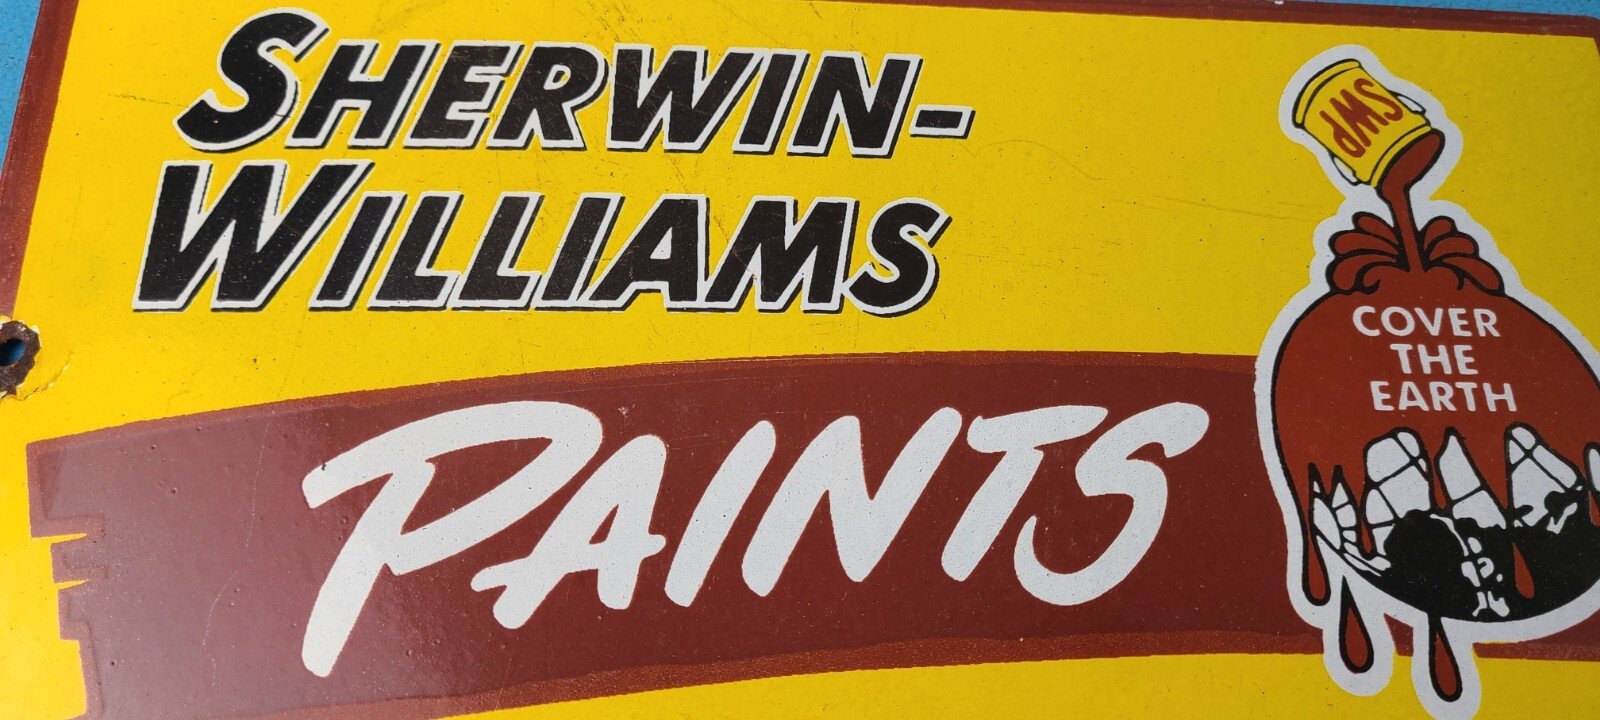 SHERWIN-
WILLIAMS
PAINTS
SWP
COVER
THE
EARTH